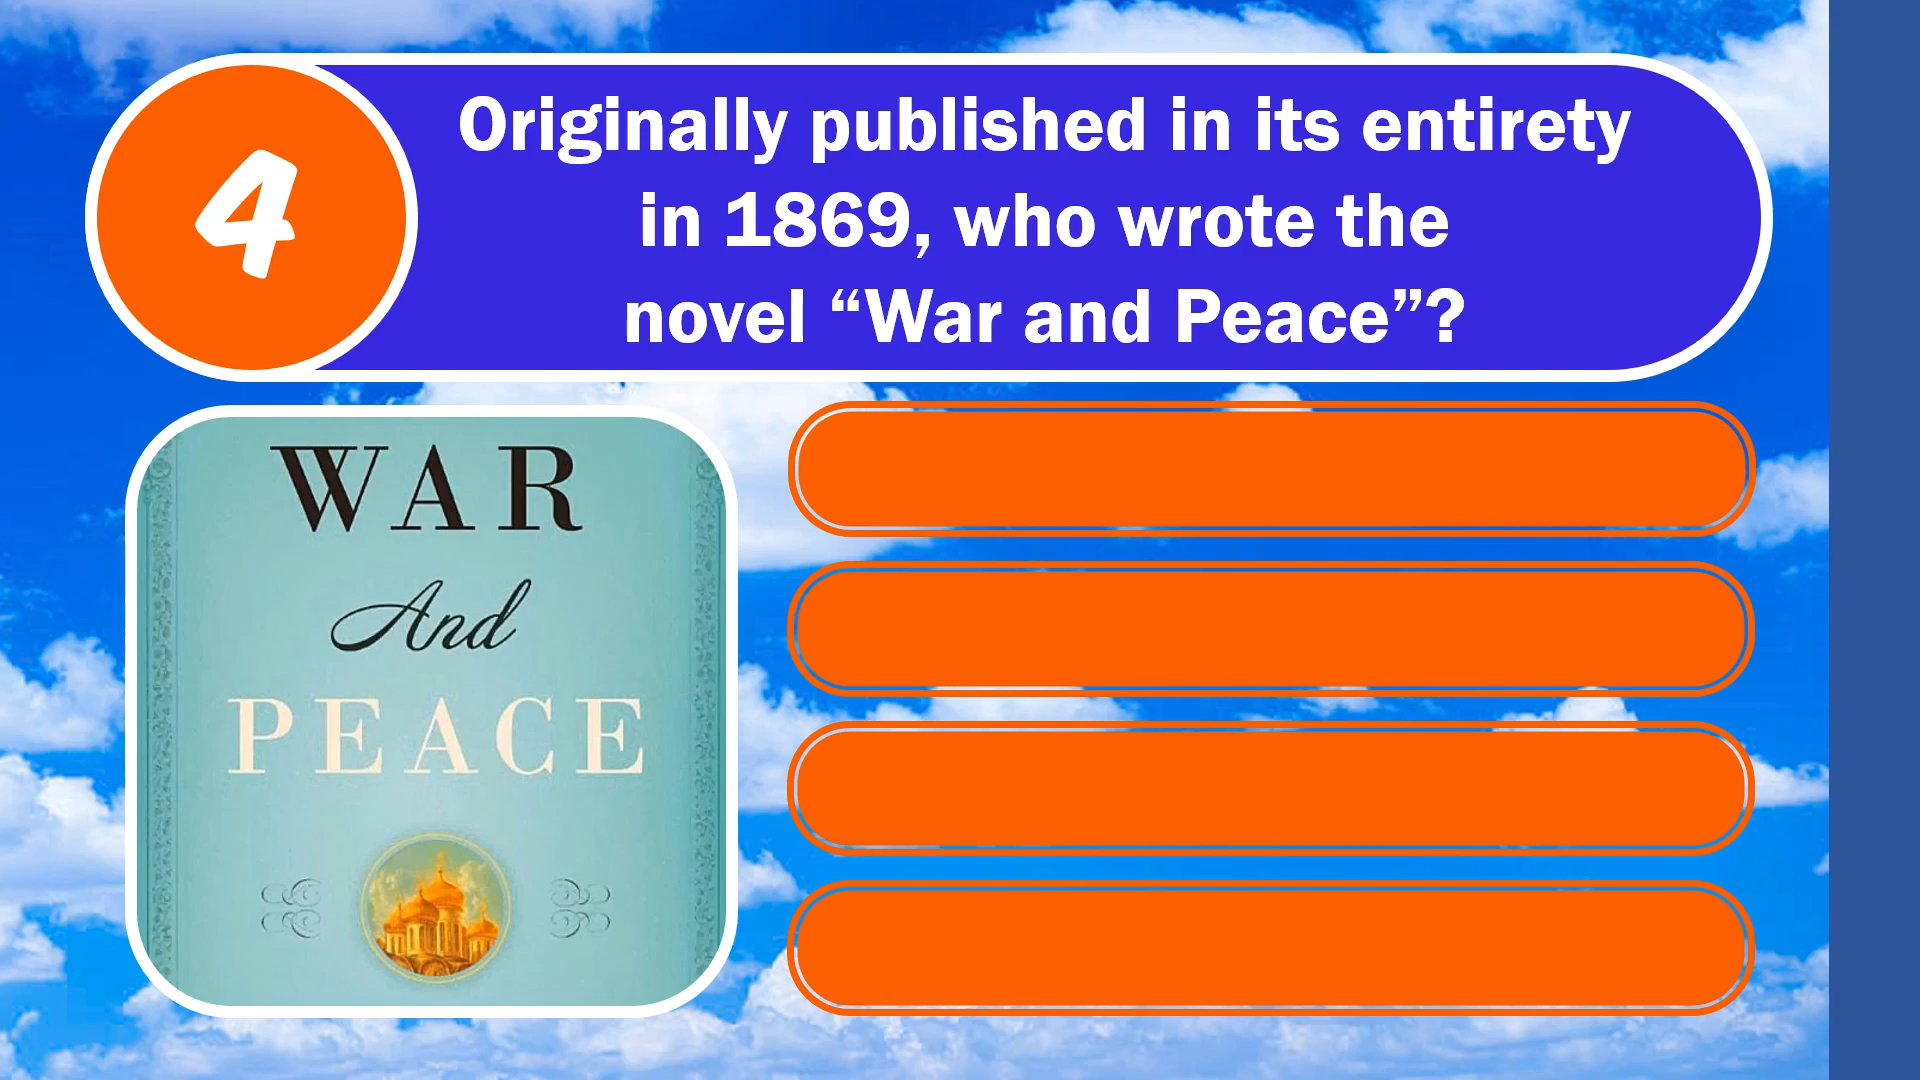 4
Originally published in its entirety
in 1869, who wrote the
novel “War and Peace”?
WAR
And
PEACE